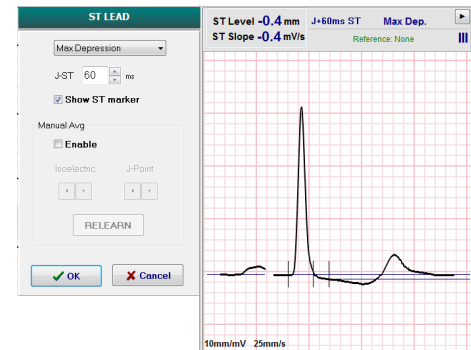 ST LEAD
Max Depression
J-ST 60 ms
Show ST marker
Manual Avg
Enable
Isoelectric J-Point
RELEARN
OK Cancel
ST Level -0.4 mm J+60ms ST Max Dep.
ST Slope -0.4 mV/s Reference: None III
10mm/mV 25mm/s